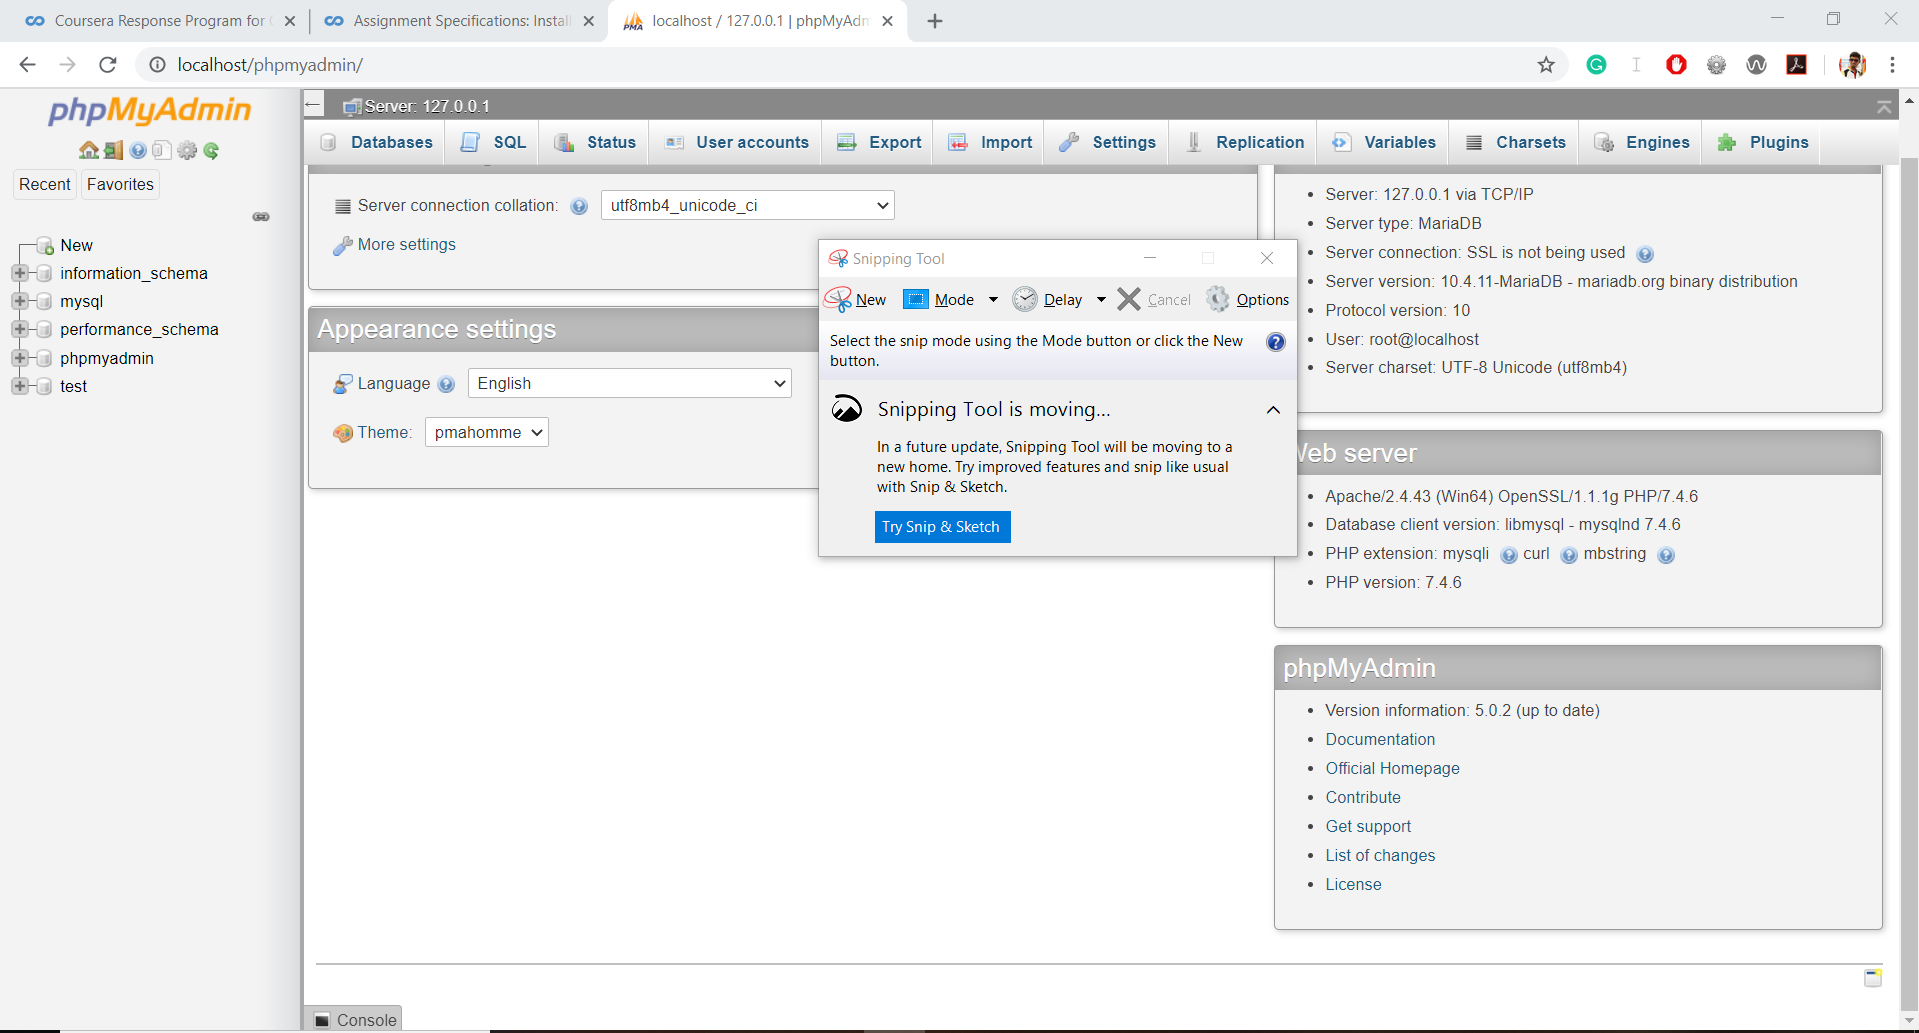 Coursera Response Program for
Assignment Specifications: Instal
localhost / 127.0.0.1 | phpMyAdm
localhost/phpmyadmin/
phpMyAdmin
Recent
Favorites
New
information_schema
mysql
performance_schema
phpmyadmin
test
Server: 127.0.0.1
Databases
SQL
Status
User accounts
Export
Import
Settings
Replication
Variables
Charsets
Engines
Plugins
Server connection collation:
utf8mb4_unicode_ci
More settings
Appearance settings
Language
English
Theme:
pmahomme
Snipping Tool
New
Mode
Delay
Cancel
Options
Select the snip mode using the Mode button or click the New
button.
Snipping Tool is moving...
In a future update, Snipping Tool will be moving to a
new home. Try improved features and snip like usual
with Snip & Sketch.
Try Snip & Sketch
Server: 127.0.0.1 via TCP/IP
Server type: MariaDB
Server connection: SSL is not being used
Server version: 10.4.11-MariaDB - mariadb.org binary distribution
Protocol version: 10
User: root@localhost
Server charset: UTF-8 Unicode (utf8mb4)
Web server
Apache/2.4.43 (Win64) OpenSSL/1.1.1g PHP/7.4.6
Database client version: libmysql - mysqlnd 7.4.6
PHP extension: mysqli curl mbstring
PHP version: 7.4.6
phpMyAdmin
Version information: 5.0.2 (up to date)
Documentation
Official Homepage
Contribute
Get support
List of changes
License
Console